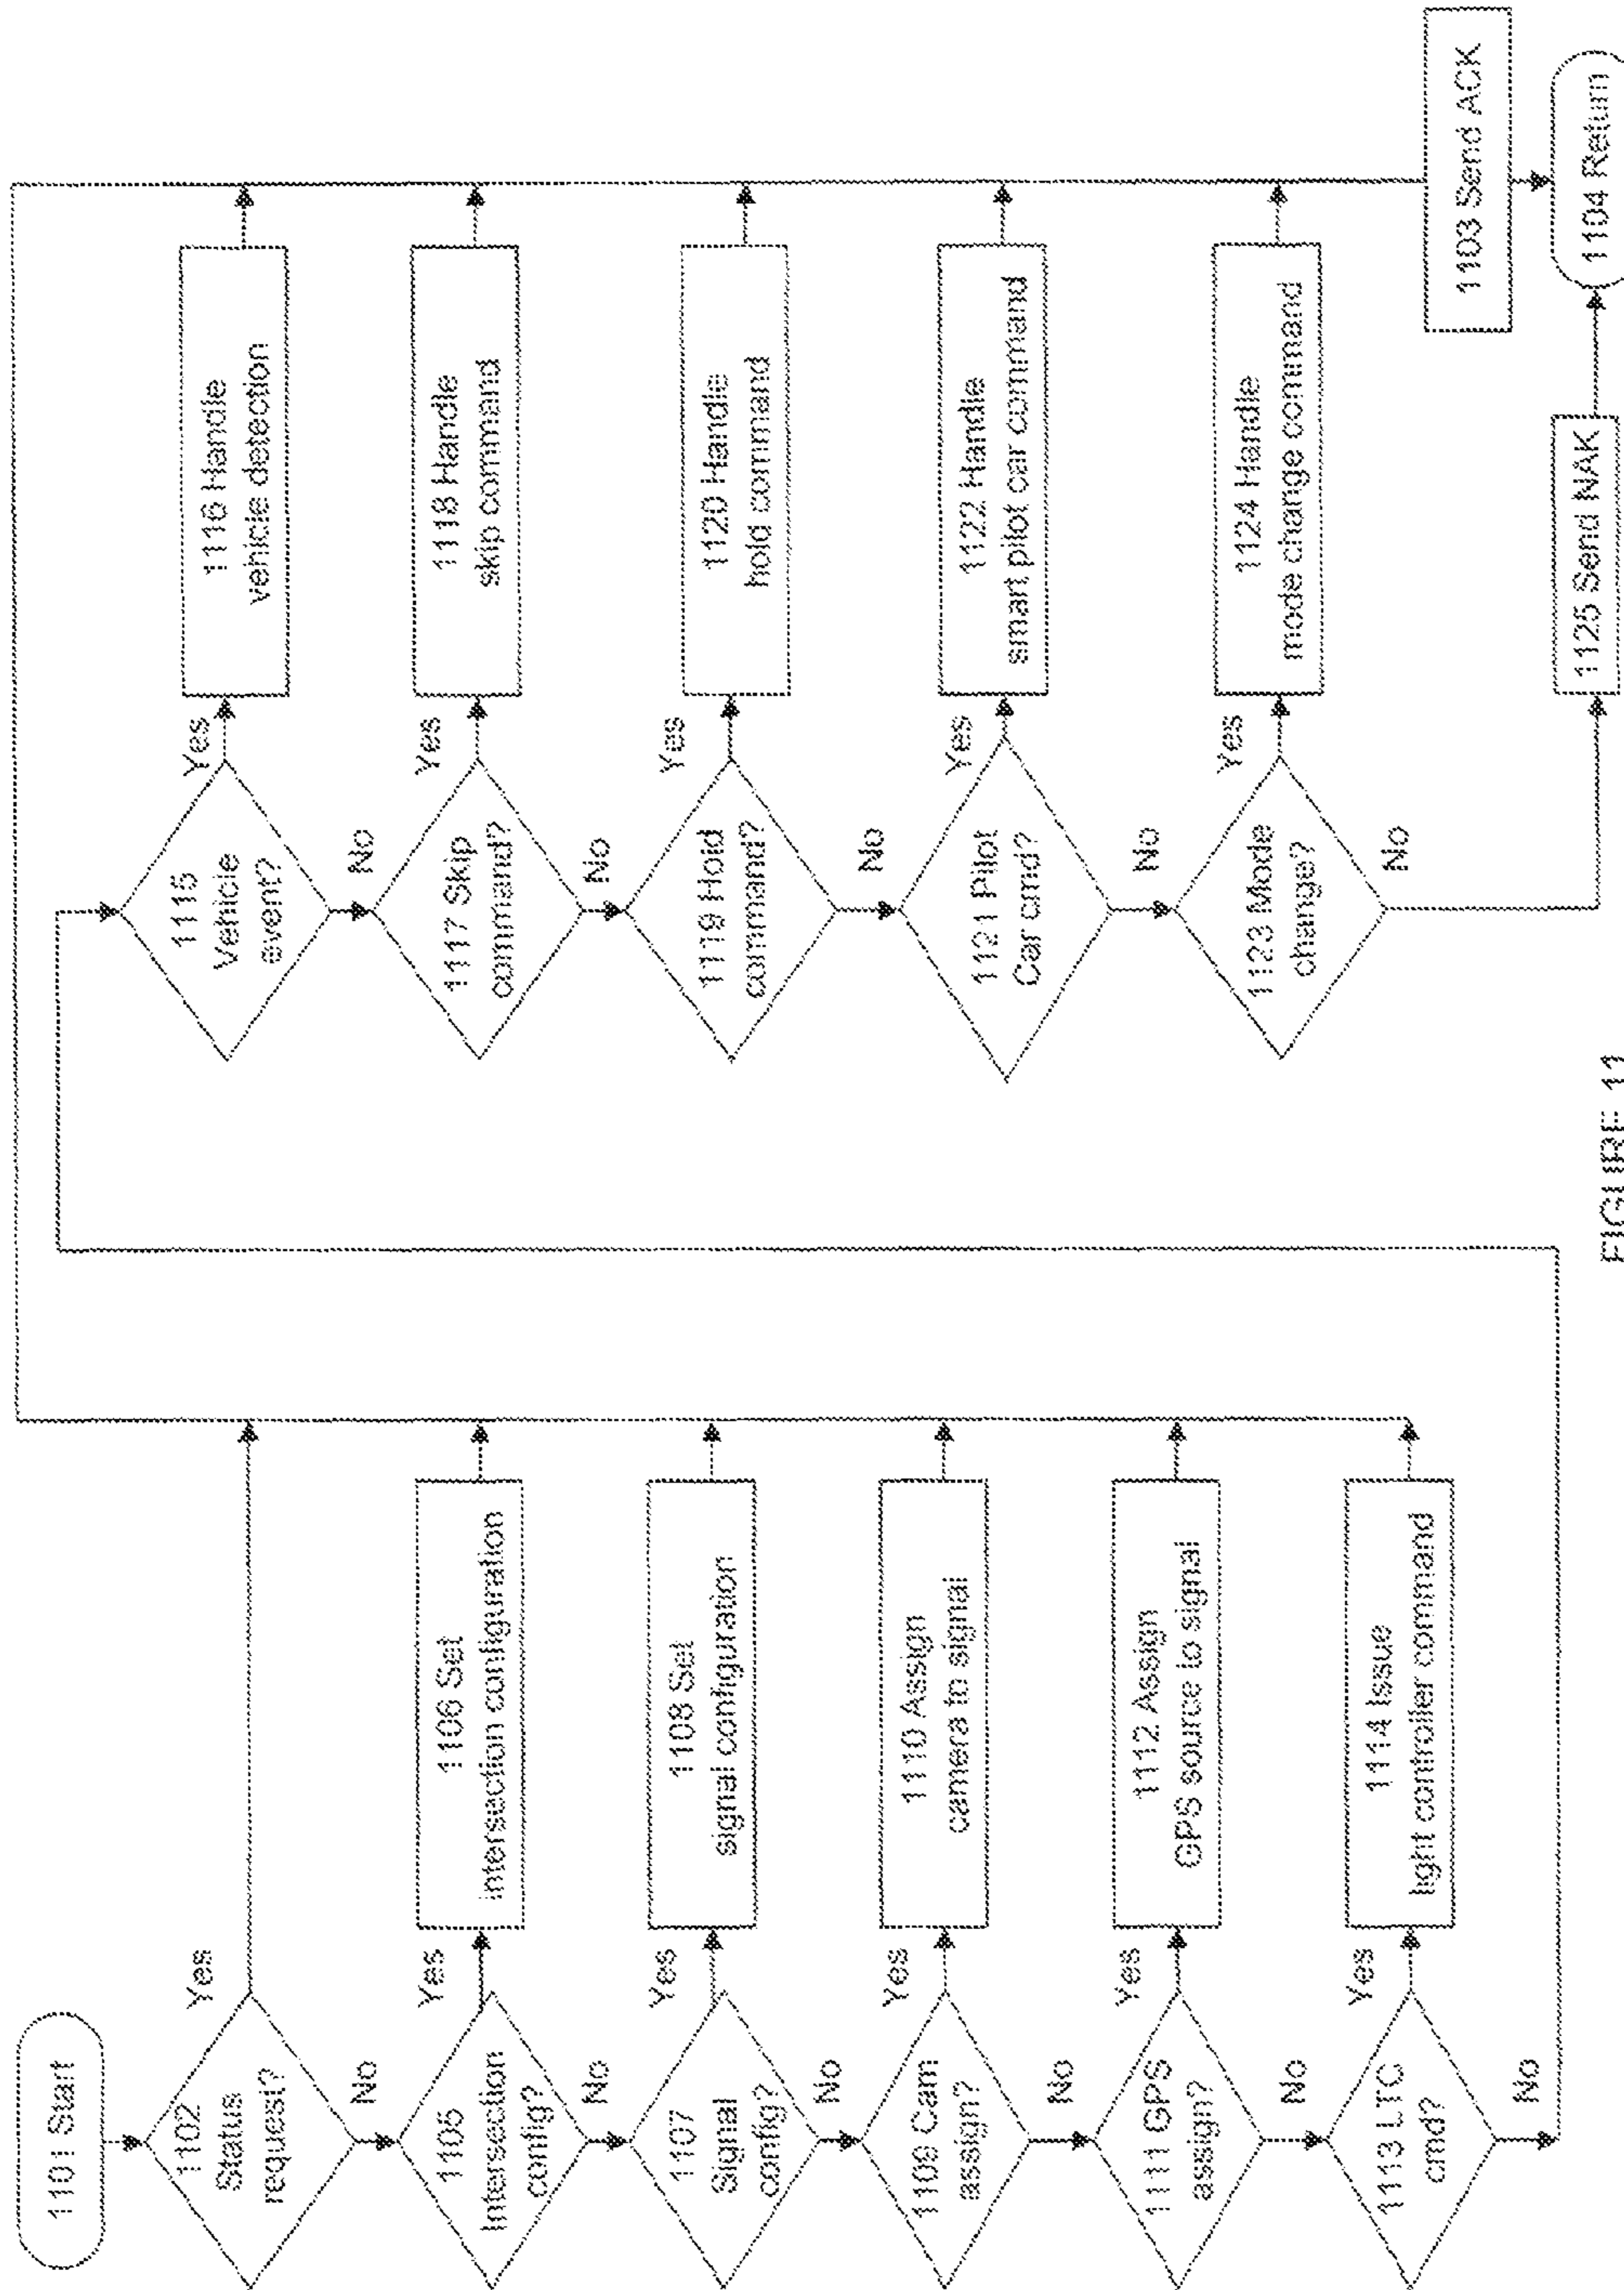 1101 Start
1102
Status
request?
Yes
No
1105
Intersection
config?
Yes
1106 Set
intersection configuration
No
1107
Signal
config?
Yes
1108 Set
signal configuration
No
1109 Cam
assign?
Yes
1110 Assign
camera to signal
No
1111 GPS
assign?
Yes
1112 Assign
GPS source to signal
No
1113 LTC
cmd?
Yes
1114 Issue
light controller command
No
1115
Vehicle
event?
Yes
1116 Handle
vehicle detection
No
1117 Skip
command?
Yes
1118 Handle
skip command
No
1119 Hold
command?
Yes
1120 Handle
hold command
No
1121 Pilot
Car cmd?
Yes
1122 Handle
smart pilot car command
No
1123 Mode
change?
Yes
1124 Handle
mode change command
No
1125 Send NAK
1103 Send ACK
1104 Return
FIGURE 11